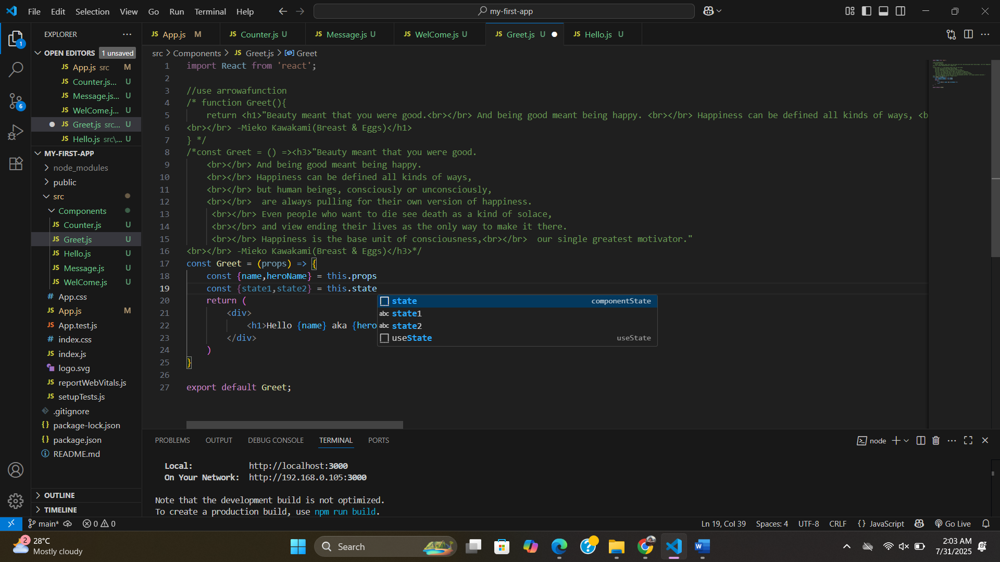 File Edit Selection View Go Run Terminal Help
my-first-app
EXPLORER
OPEN EDITORS 1 unsaved
JS App.js src M
JS Counter.js... U
JS Message.js... U
JS WelCome.j... U
JS Greet.js src... U
JS Hello.js src\... U
MY-FIRST-APP
node_modules
public
src
Components
JS Counter.js U
JS Greet.js U
JS Hello.js U
JS Message.js U
JS WelCome.js U
# App.css
JS App.js M
JS App.test.js
# index.css
JS index.js
logo.svg
JS reportWebVitals.js
JS setupTests.js
.gitignore
{} package-lock.json
{} package.json
README.md
OUTLINE
TIMELINE
1
6
JS App.js M JS Counter.js U JS Message.js U JS WelCome.js U JS Greet.js U JS Hello.js U
src > Components > JS Greet.js > Greet
1 import React from 'react';
2
3 //use arrowafunction
4 /* function Greet(){
5 return <h1>"Beauty meant that you were good.<br></br> And being good meant being happy. <br></br> Happiness can be defined all kinds of ways, <b
6 <br></br> -Mieko Kawakami(Breast & Eggs)</h1>
7 } */
8 /*const Greet = () =><h3>"Beauty meant that you were good.
9 <br></br> And being good meant being happy.
10 <br></br> Happiness can be defined all kinds of ways,
11 <br></br> but human beings, consciously or unconsciously,
12 <br></br>  are always pulling for their own version of happiness.
13 <br></br> Even people who want to die see death as a kind of solace,
14 <br></br> and view ending their lives as the only way to make it there.
15 <br></br> Happiness is the base unit of consciousness,<br></br>  our single greatest motivator."
16 <br></br> -Mieko Kawakami(Breast & Eggs)</h3>*/
17 const Greet = (props) => {
18 const {name,heroName} = this.props
19 const {state1,state2} = this.state
20 return (
21 <div>
22 <h1>Hello {name} aka {hero
23 </div>
24 )
25 }
26
27 export default Greet;
state componentState
abc state1
abc state2
useState useState
PROBLEMS OUTPUT DEBUG CONSOLE TERMINAL PORTS
node
Local: http://localhost:3000
On Your Network: http://192.168.0.105:3000
Note that the development build is not optimized.
To create a production build, use npm run build.
main* 0 0 Ln 19, Col 39 Spaces: 4 UTF-8 CRLF {} JavaScript Go Live
2
28°C
Mostly cloudy
Search
2:03 AM
7/31/2025